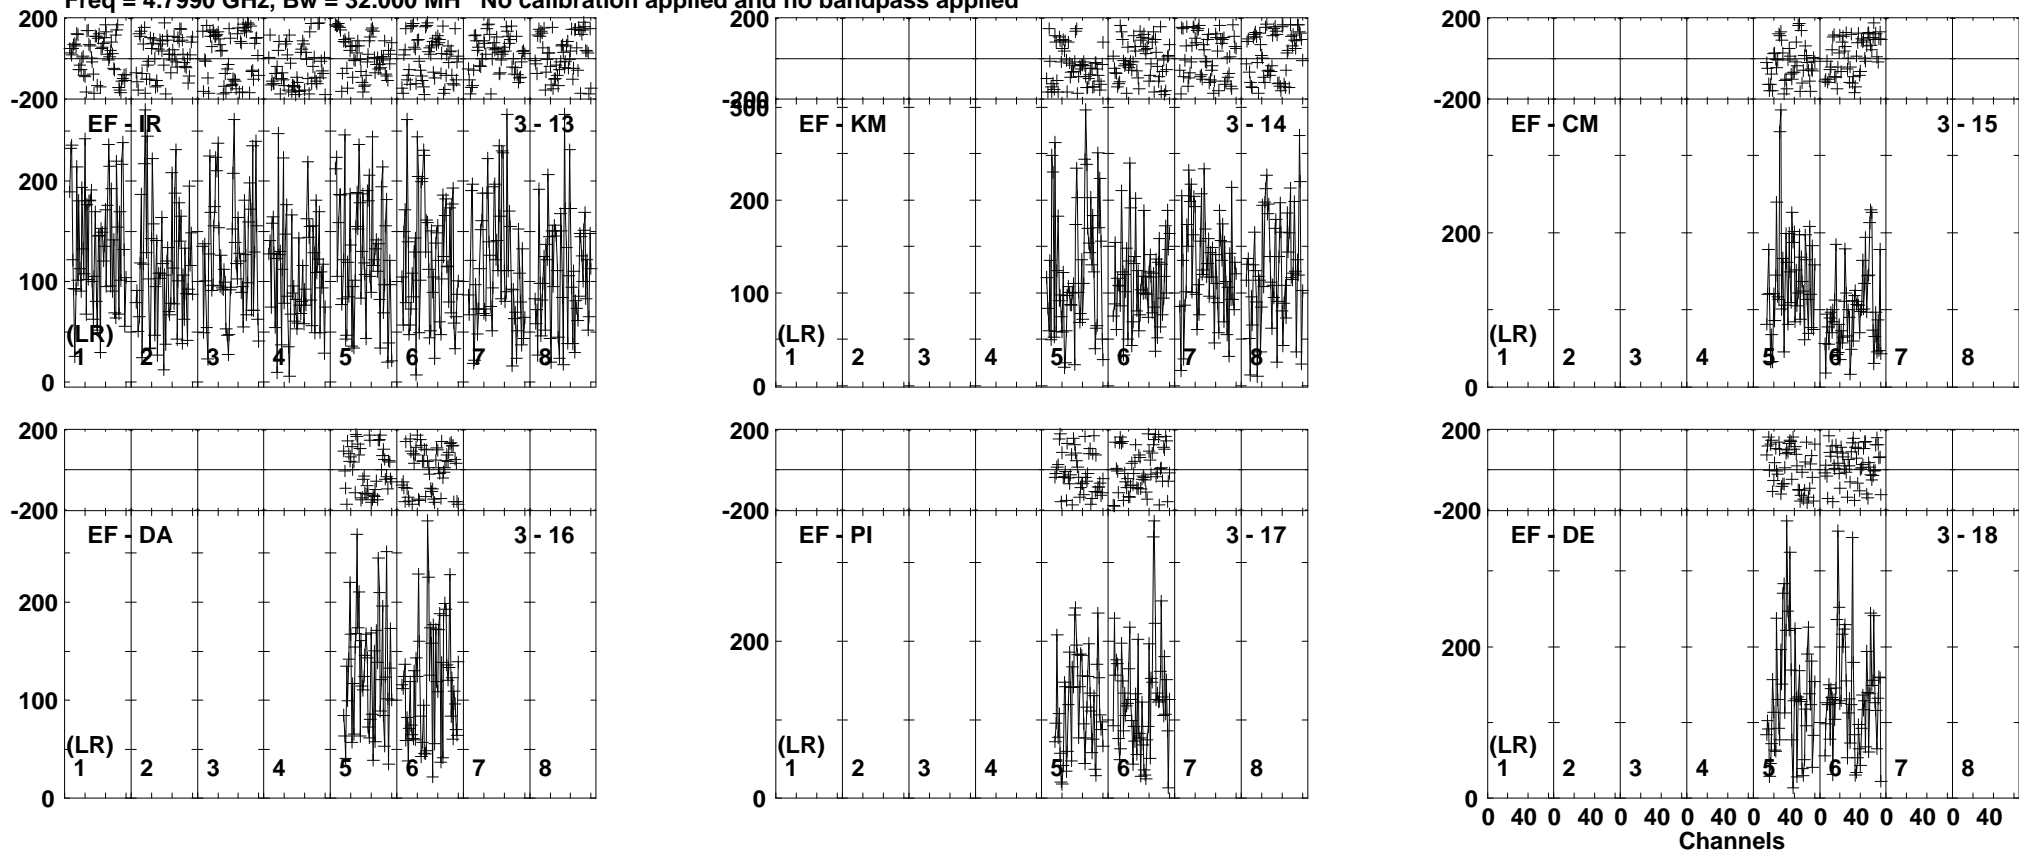 Freq = 4.7990 GHz, Bw = 32.000 MH No calibration applied and no bandpass applied
200 200 200
-200 -200 -200
300
EF - IR 3 - 13 EF - KM 3 - 14 EF - CM 3 - 15
200 200 200
100 100
(LR) (LR) (LR)
1 2 3 4 5 6 7 8 1 2 3 4 5 6 7 8 1 2 3 4 5 6 7 8
0 0 0
200 200 200
-200 -200 -200
EF - DA 3 - 16 EF - PI 3 - 17 EF - DE 3 - 18
200 200 200
100
(LR) (LR) (LR)
1 2 3 4 5 6 7 8 1 2 3 4 5 6 7 8 1 2 3 4 5 6 7 8
0 0 0
0 40 0 40 0 40 0 40 0 40 0 40 0 40 0 40
Channels